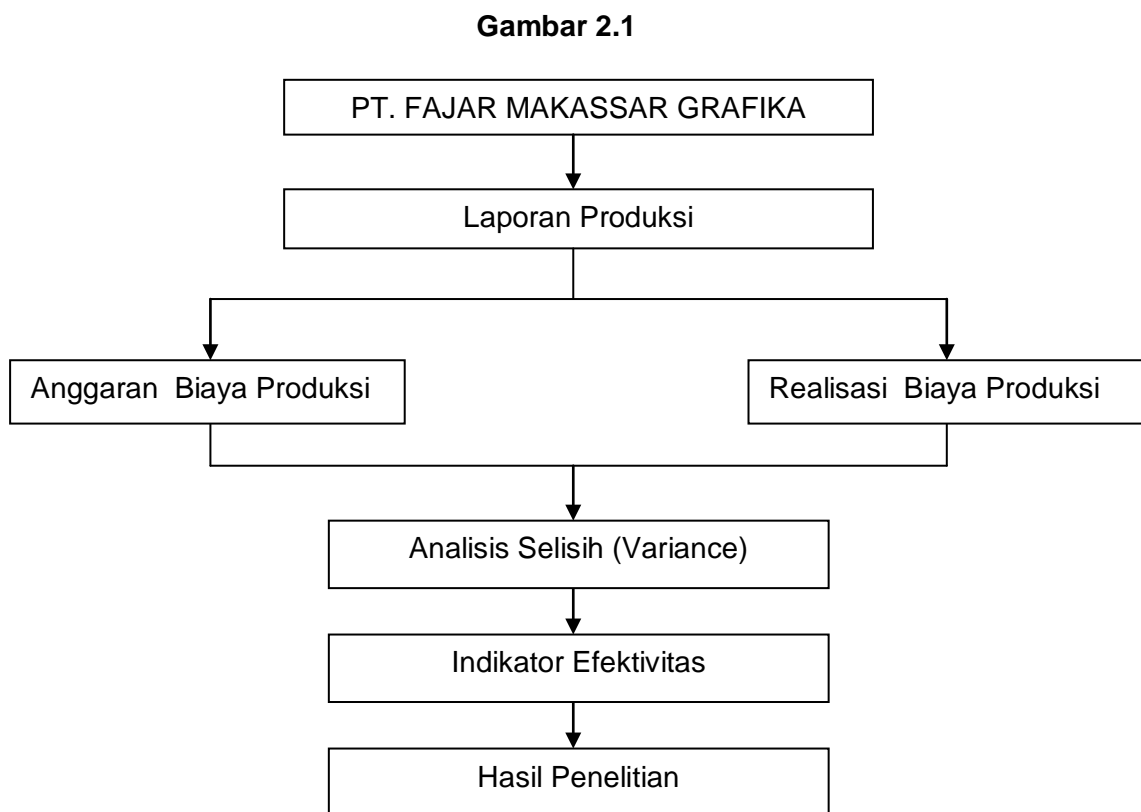 Gambar 2.1
PT. FAJAR MAKASSAR GRAFIKA
Laporan Produksi
Anggaran Biaya Produksi
Realisasi Biaya Produksi
Analisis Selisih (Variance)
Indikator Efektivitas
Hasil Penelitian